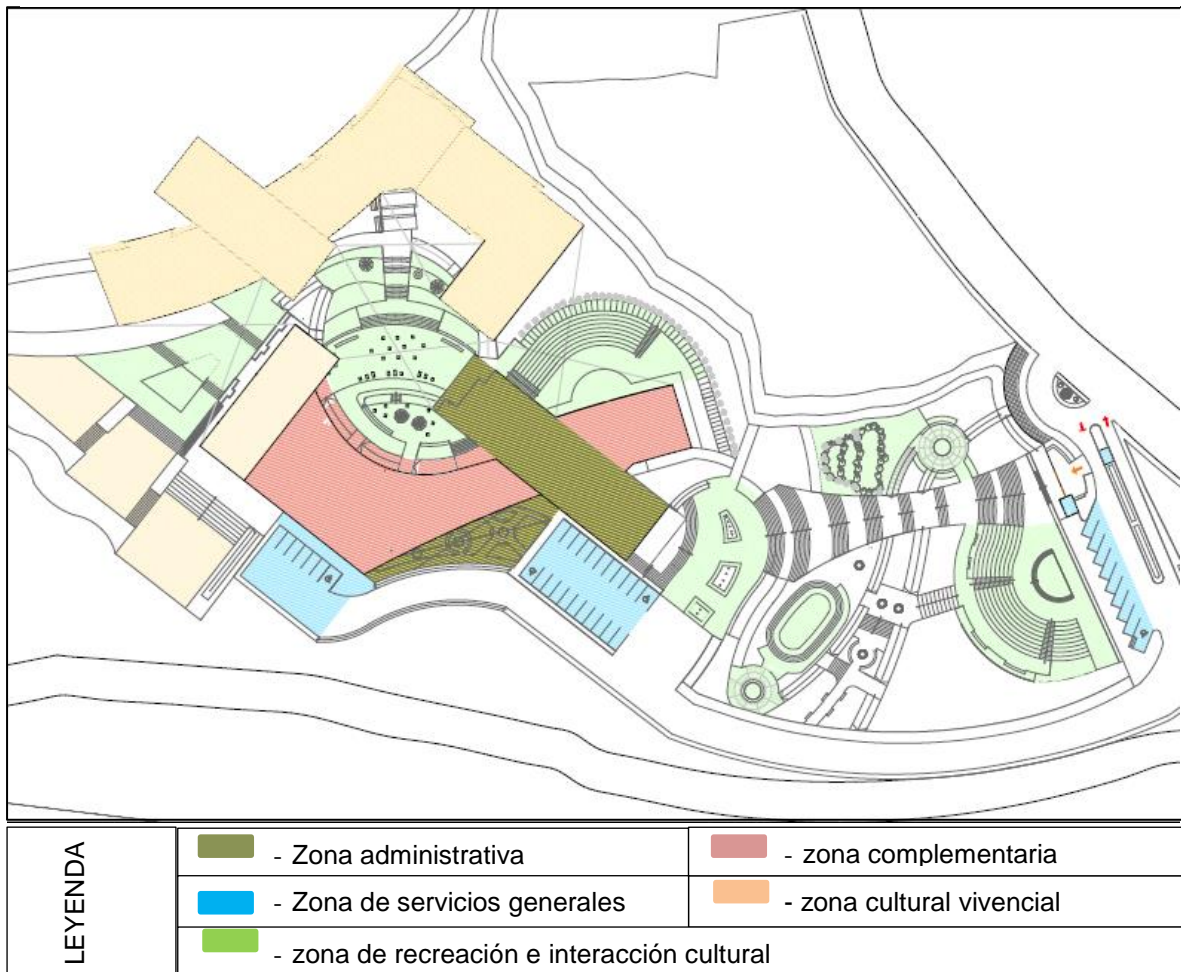 LEYENDA
- Zona administrativa
- zona complementaria
- Zona de servicios generales
- zona cultural vivencial
- zona de recreación e interacción cultural